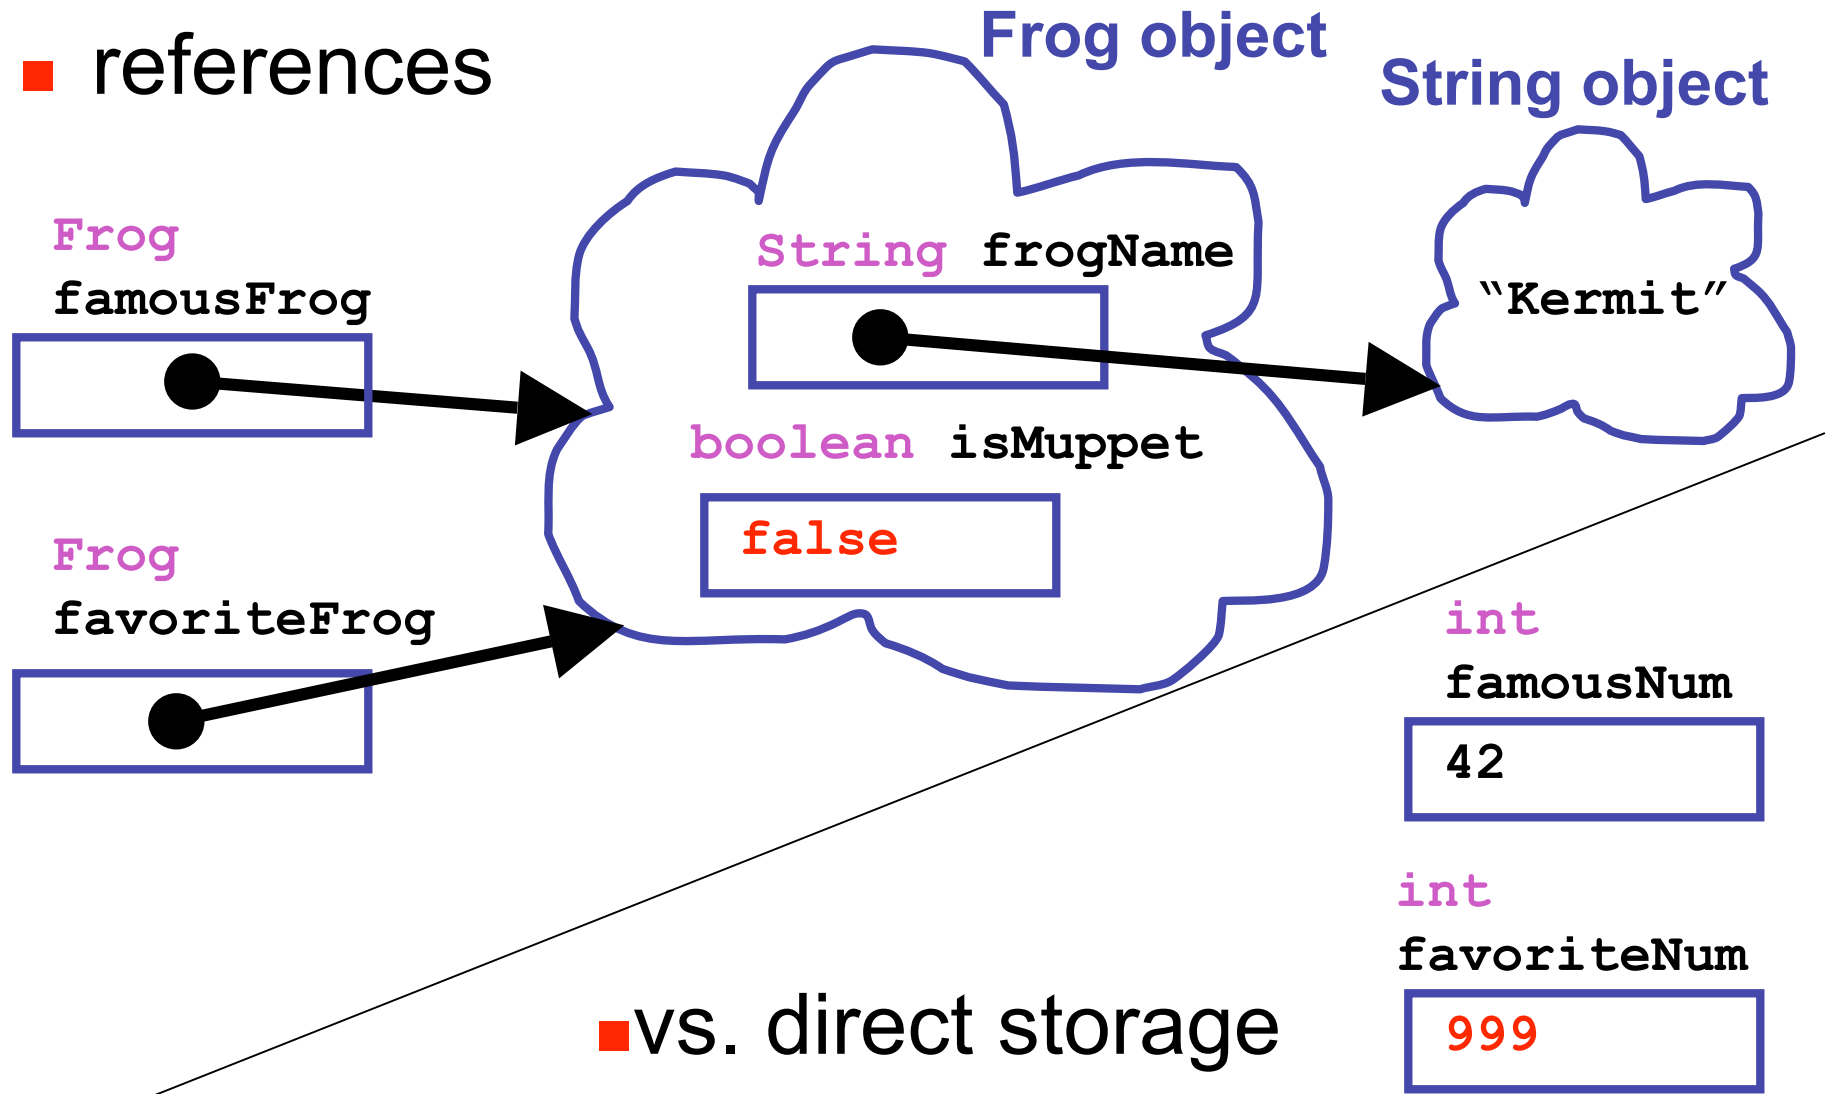 references
Frog object
String object
Frog
famousFrog
String frogName
“Kermit”
boolean isMuppet
false
Frog
favoriteFrog
int
famousNum
42
int
favoriteNum
999
vs. direct storage